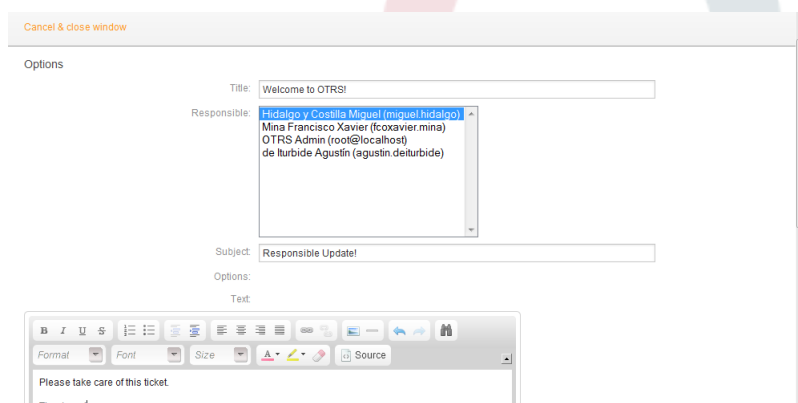 Cancel & close window
Options
Title: Welcome to OTRS!
Responsible: Hidalgo y Costilla Miguel (miguel.hidalgo)
Mina Francisco Xavier (fcoxavier.mina)
OTRS Admin (root@localhost)
de Iturbide Agustín (agustin.deiturbide)
Subject: Responsible Update!
Options:
Text:
B I U S
Format Font Size A Source
Please take care of this ticket.